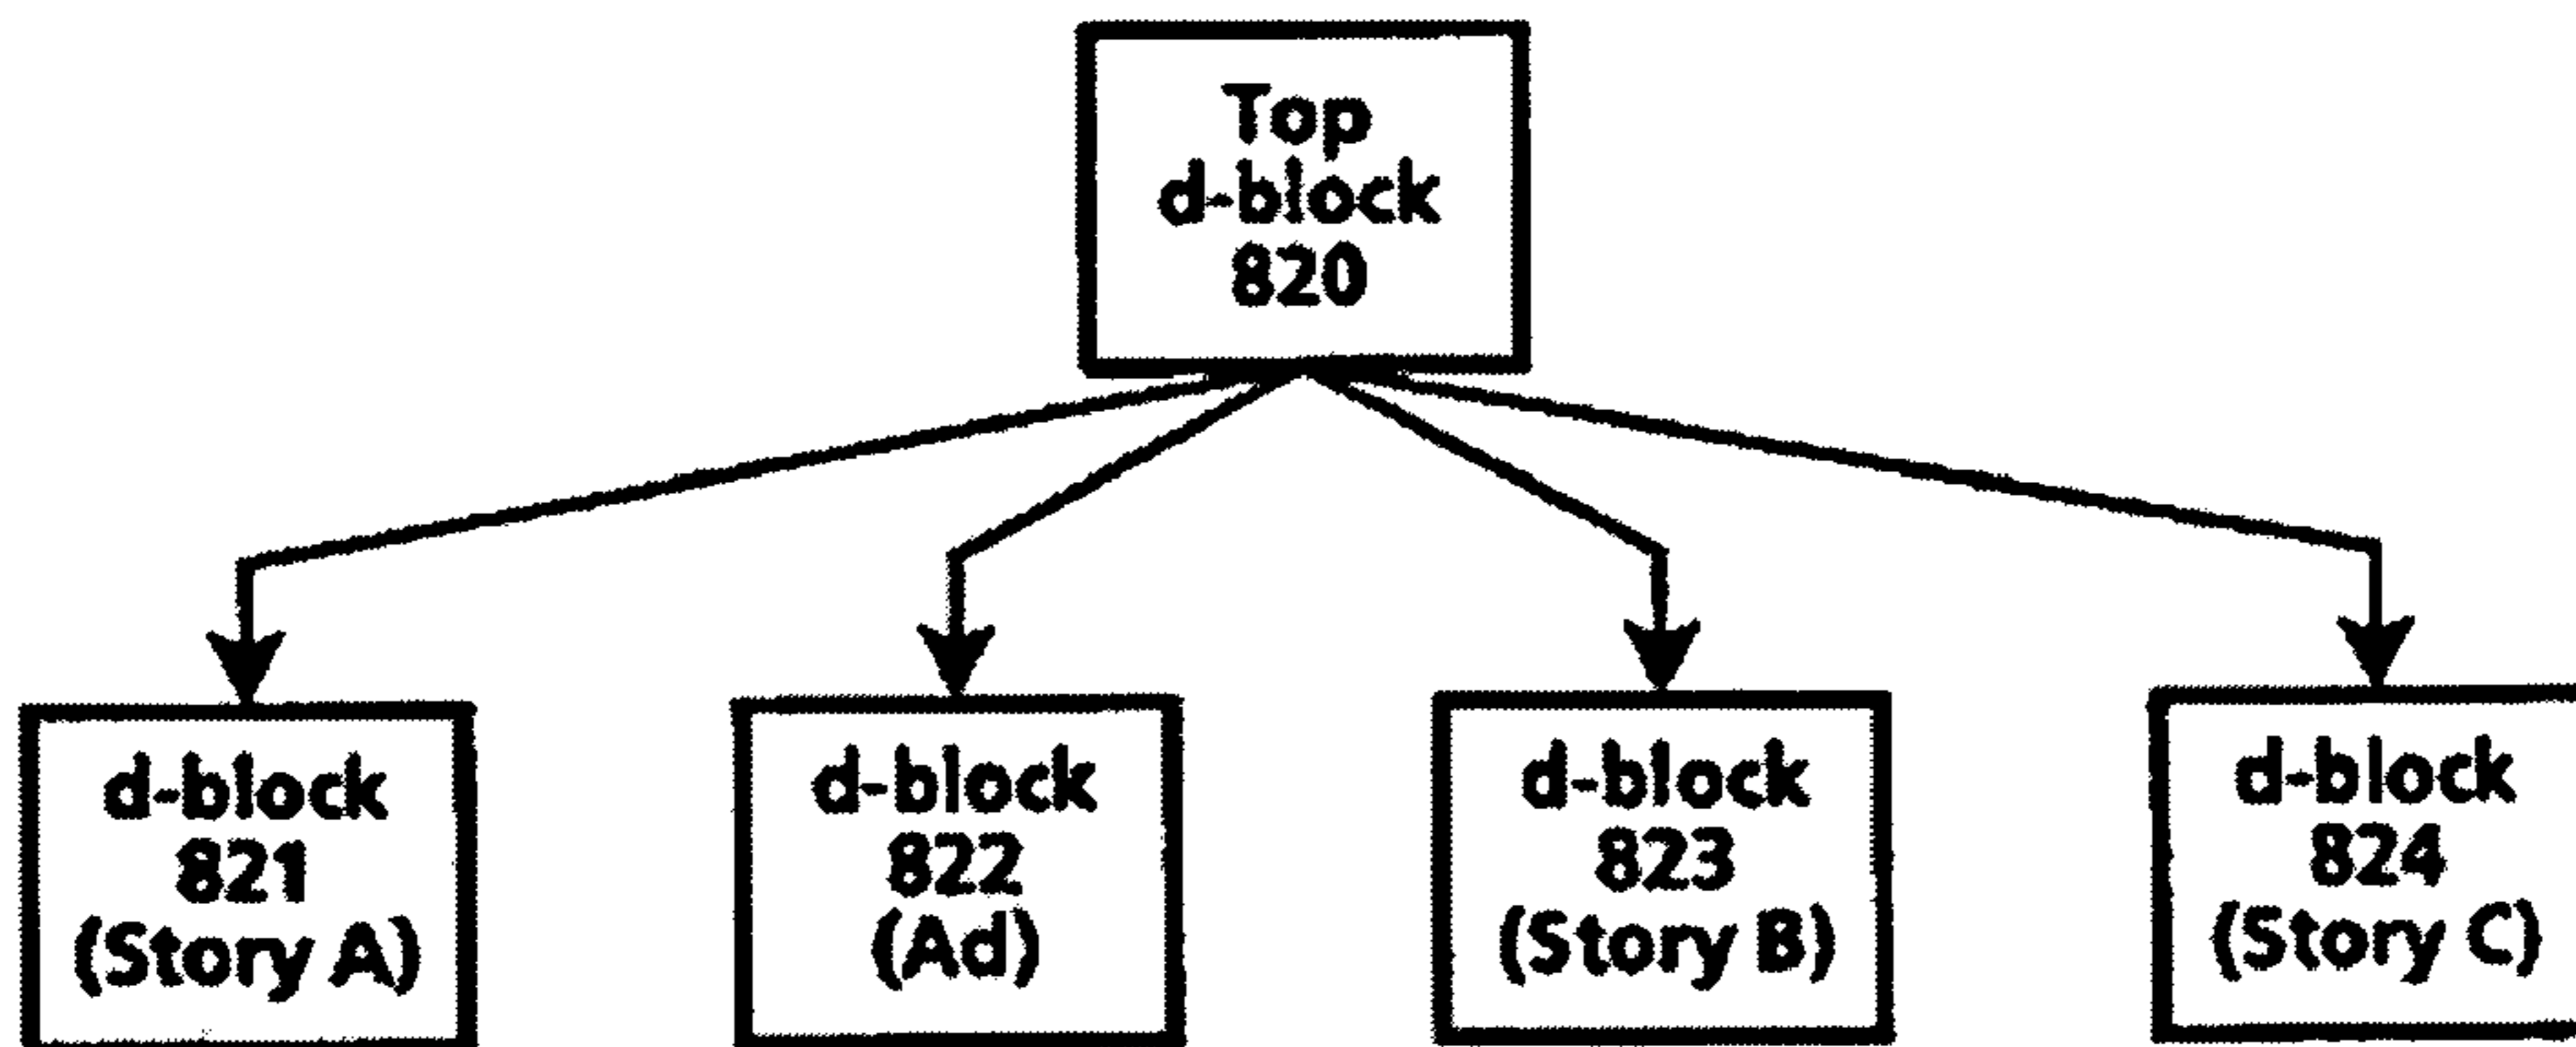 Top
d-block
820
d-block
821
(Story A)
d-block
822
(Ad)
d-block
823
(Story B)
d-block
824
(Story C)